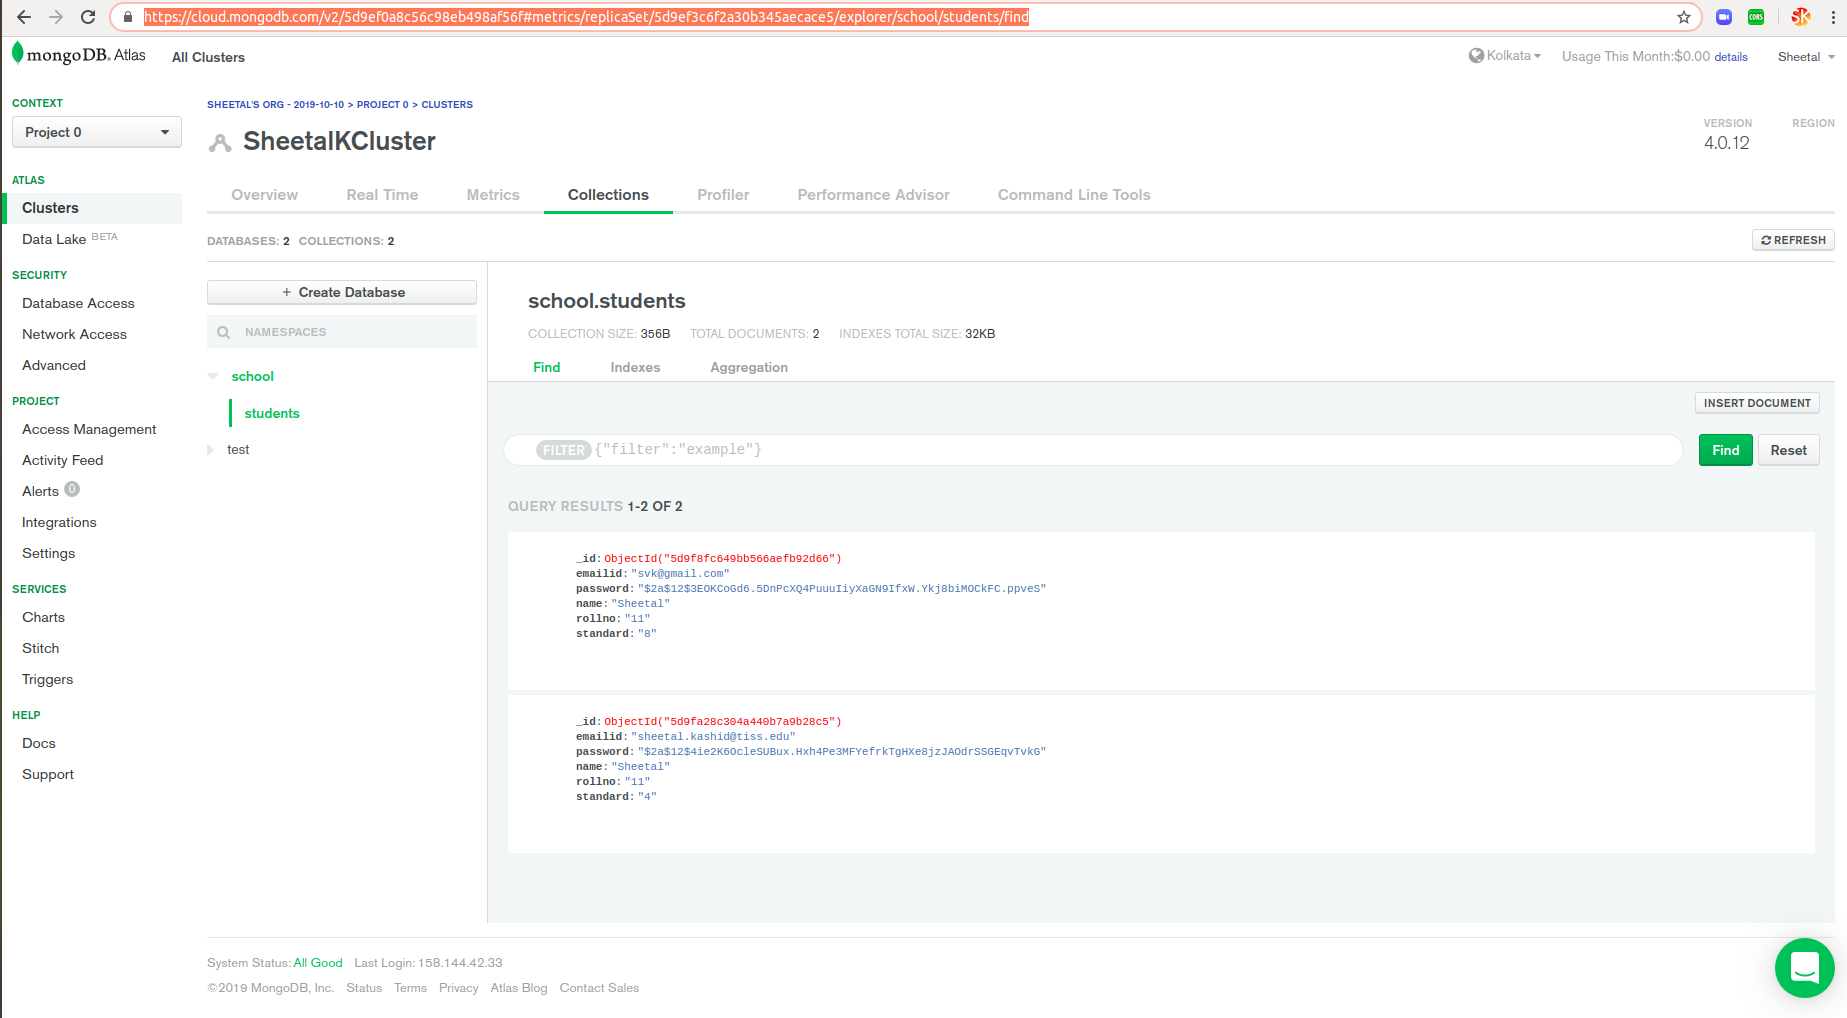 https://cloud.mongodb.com/v2/5d9ef0a8c56c98eb498af56f#metrics/replicaSet/5d9ef3c6f2a30b345aecace5/explorer/school/students/find
CORS
SK
mongoDB. Atlas
All Clusters
Kolkata
Usage This Month:$0.00 details
Sheetal
CONTEXT
Project 0
ATLAS
Clusters
Data Lake BETA
SECURITY
Database Access
Network Access
Advanced
PROJECT
Access Management
Activity Feed
Alerts 0
Integrations
Settings
SERVICES
Charts
Stitch
Triggers
HELP
Docs
Support
SHEETAL'S ORG - 2019-10-10 > PROJECT 0 > CLUSTERS
SheetalKCluster
VERSION
4.0.12
REGION
Overview Real Time Metrics Collections Profiler Performance Advisor Command Line Tools
DATABASES: 2 COLLECTIONS: 2
REFRESH
+ Create Database
NAMESPACES
school
students
test
school.students
COLLECTION SIZE: 356B TOTAL DOCUMENTS: 2 INDEXES TOTAL SIZE: 32KB
Find Indexes Aggregation
INSERT DOCUMENT
FILTER {"filter":"example"}
Find
Reset
QUERY RESULTS 1-2 OF 2
_id: ObjectId("5d9f8fc649bb566aefb92d66")
emailid: "svk@gmail.com"
password: "$2a$12$3EOKCoGd6.5DnPcXQ4PuuuIiyXaGN9IfxW.Ykj8biMOCkFC.ppveS"
name: "Sheetal"
rollno: "11"
standard: "8"
_id: ObjectId("5d9fa28c304a440b7a9b28c5")
emailid: "sheetal.kashid@tiss.edu"
password: "$2a$12$4ie2K6OcleSUBux.Hxh4Pe3MFYefrkTgHXe8jzJAOdrSSGEqvTvkG"
name: "Sheetal"
rollno: "11"
standard: "4"
System Status: All Good Last Login: 158.144.42.33
©2019 MongoDB, Inc. Status Terms Privacy Atlas Blog Contact Sales